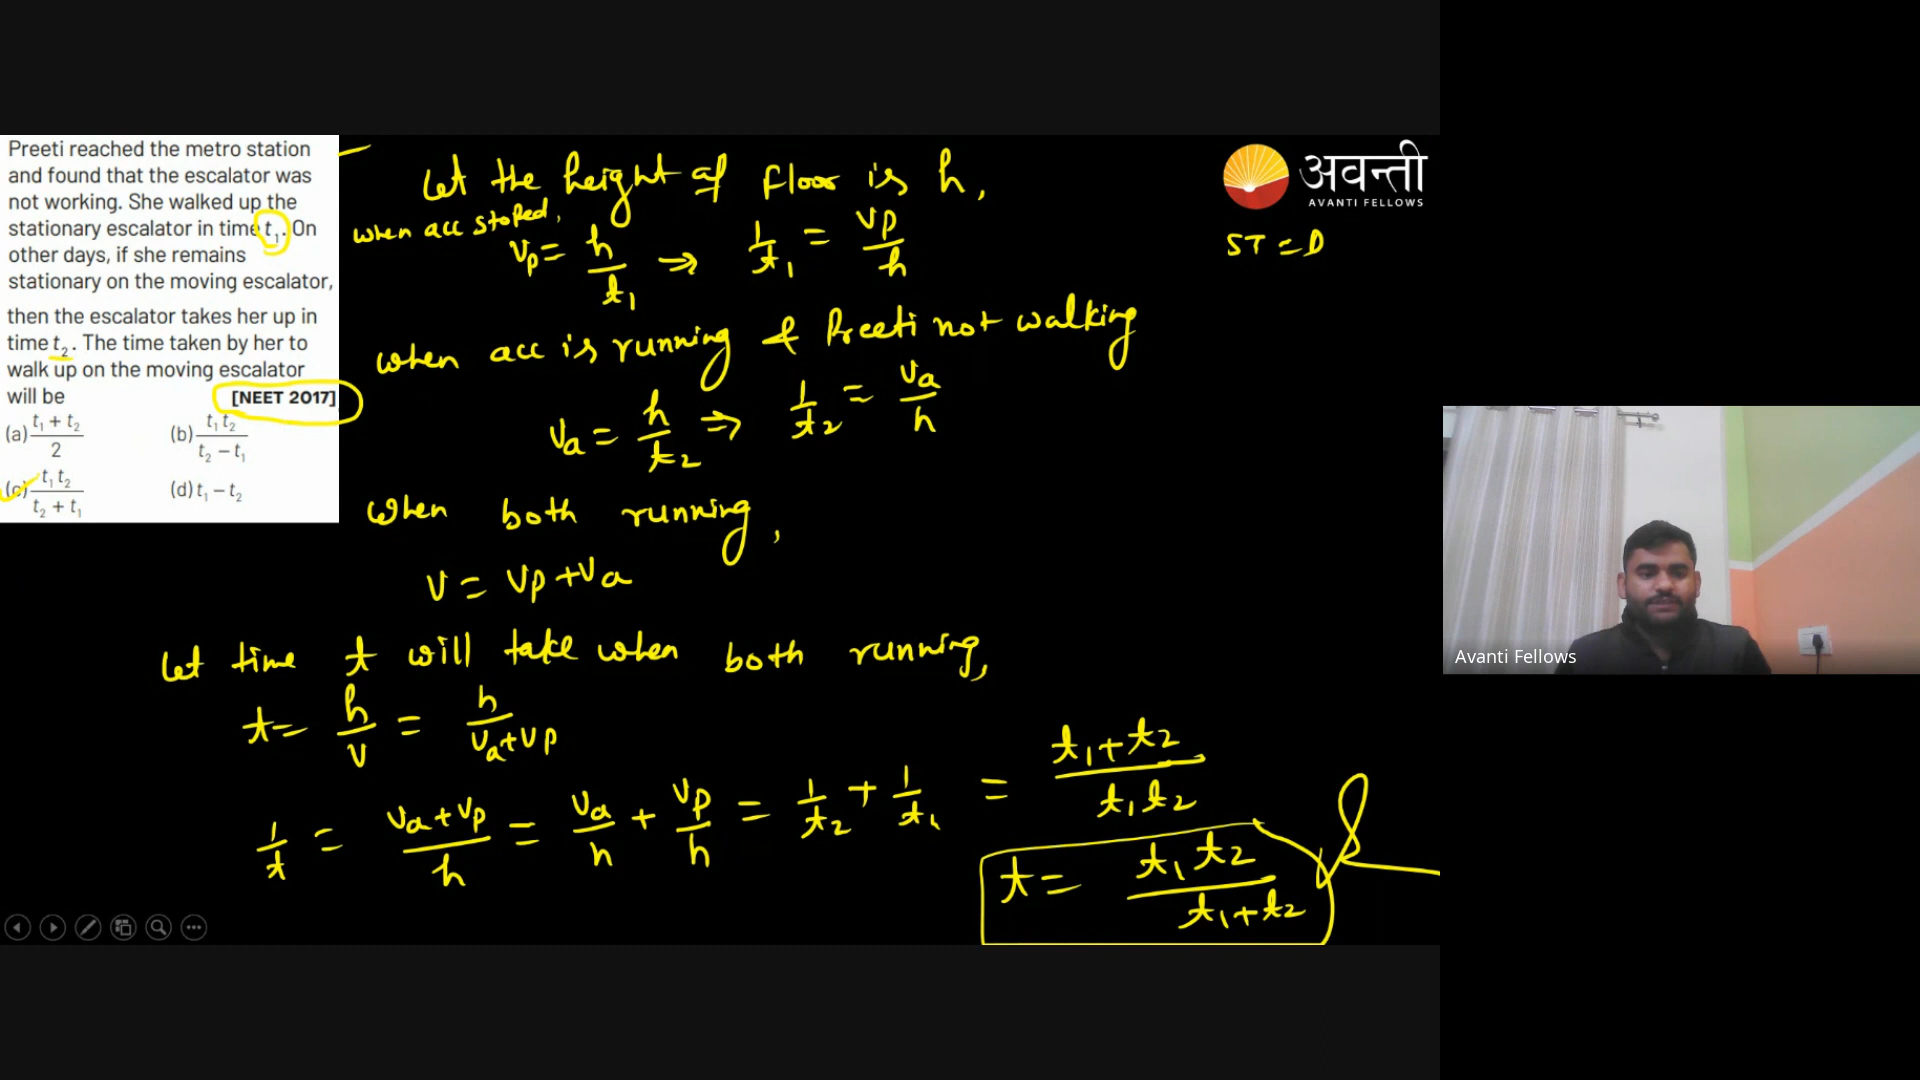 Preeti reached the metro station
and found that the escalator was
not working. She walked up the
stationary escalator in time t₁. On
other days, if she remains
stationary on the moving escalator,
then the escalator takes her up in
time t₂. The time taken by her to
walk up on the moving escalator
will be [NEET 2017]
(a) (t₁ + t₂)/2 (b) t₁t₂/(t₂ – t₁)
(c) t₁t₂/(t₂ + t₁) (d) t₁ – t₂
Let the height of floor is h,
when acc stoped,
Vp = h/t₁ ⇒ 1/t₁ = Vp/h
when acc is running & Preeti not walking
Va = h/t₂ ⇒ 1/t₂ = Va/h
When both running,
V = Vp + Va
Let time t will take when both running,
t = h/V = h/(Va + Vp)
1/t = (Va + Vp)/h = Va/h + Vp/h = 1/t₂ + 1/t₁ = (t₁ + t₂)/(t₁t₂)
t = t₁t₂/(t₁ + t₂)
अवन्ती
AVANTI FELLOWS
ST = D
Avanti Fellows